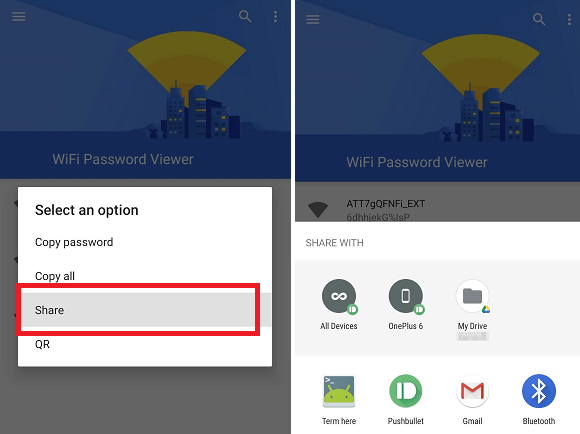 WiFi Password Viewer
Select an option
Copy password
Copy all
Share
QR
WiFi Password Viewer
ATT7gQFNFi_EXT
6dhhjekG%IsP
SHARE WITH
All Devices
OnePlus 6
My Drive
Term here
Pushbullet
Gmail
Bluetooth